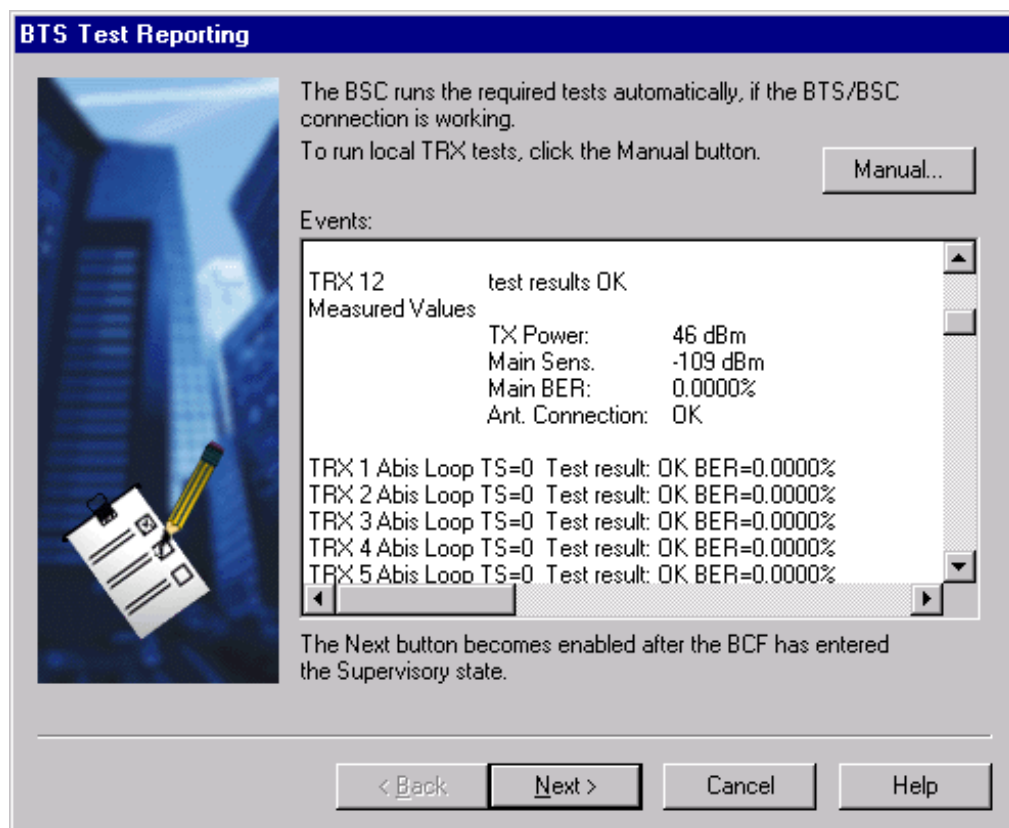 BTS Test Reporting
The BSC runs the required tests automatically, if the BTS/BSC
connection is working.
To run local TRX tests, click the Manual button.
Manual...
Events:
TRX 12 test results OK
Measured Values
TX Power: 46 dBm
Main Sens. -109 dBm
Main BER: 0.0000%
Ant. Connection: OK
TRX 1 Abis Loop TS=0 Test result: OK BER=0.0000%
TRX 2 Abis Loop TS=0 Test result: OK BER=0.0000%
TRX 3 Abis Loop TS=0 Test result: OK BER=0.0000%
TRX 4 Abis Loop TS=0 Test result: OK BER=0.0000%
TRX 5 Abis Loop TS=0 Test result: OK BER=0.0000%
The Next button becomes enabled after the BCF has entered
the Supervisory state.
< Back Next > Cancel Help